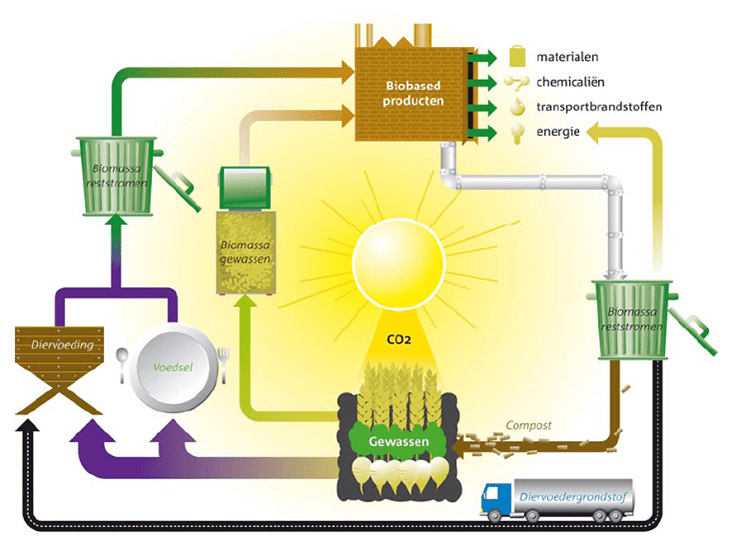 Biobased
producten
materialen
chemicaliën
transportbrandstoffen
energie
Biomassa
reststromen
Biomassa
gewassen
Biomassa
reststromen
CO2
Diervoeding
Voedsel
Gewassen
Compost
Diervoedergrondstof